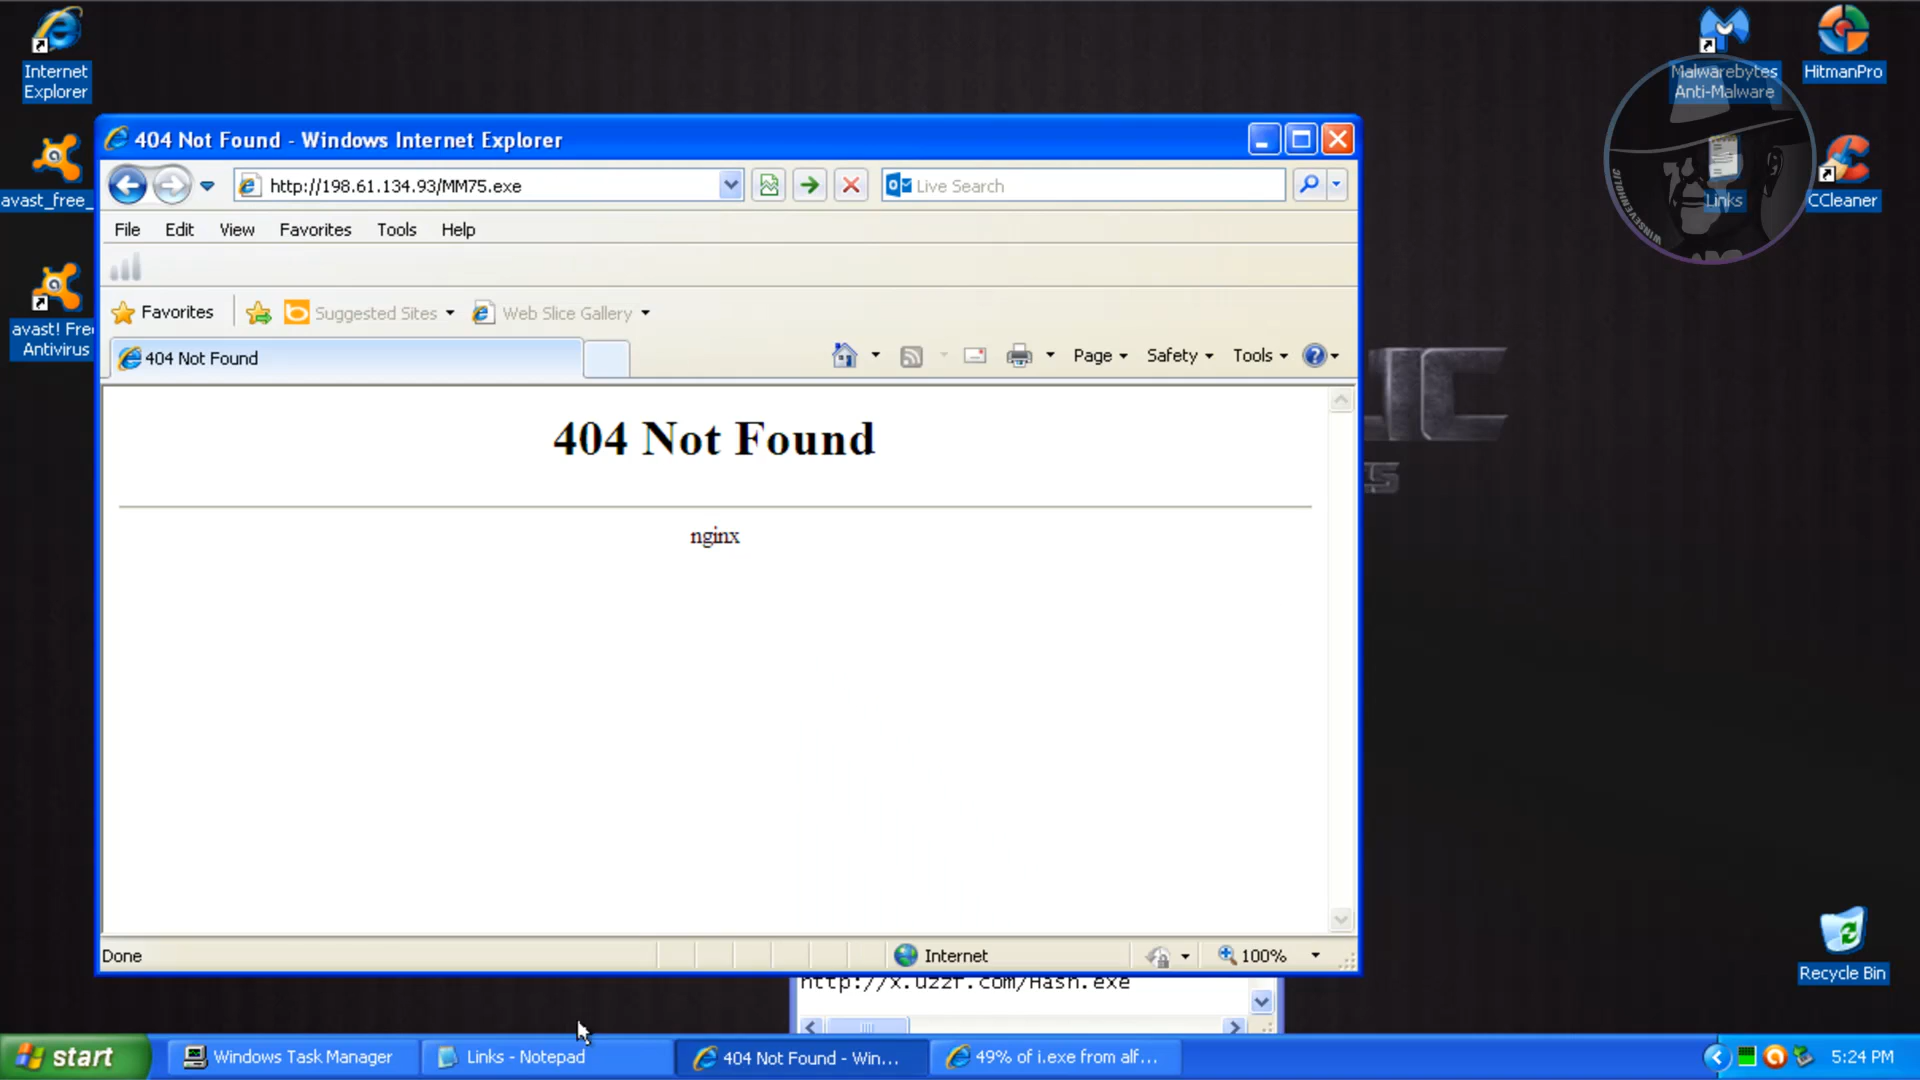 Internet
Explorer
avast_free_
avast! Fre
Antivirus
Malwarebytes
Anti-Malware
HitmanPro
Links
CCleaner
WINSEVENHOLIC
404 Not Found - Windows Internet Explorer
http://198.61.134.93/MM75.exe
Live Search
File Edit View Favorites Tools Help
Favorites Suggested Sites Web Slice Gallery
404 Not Found
Page Safety Tools
404 Not Found
nginx
Done
Internet
100%
http://x.uzzf.com/Hash.exe
Recycle Bin
start
Windows Task Manager
Links - Notepad
404 Not Found - Win...
49% of i.exe from alf...
5:24 PM